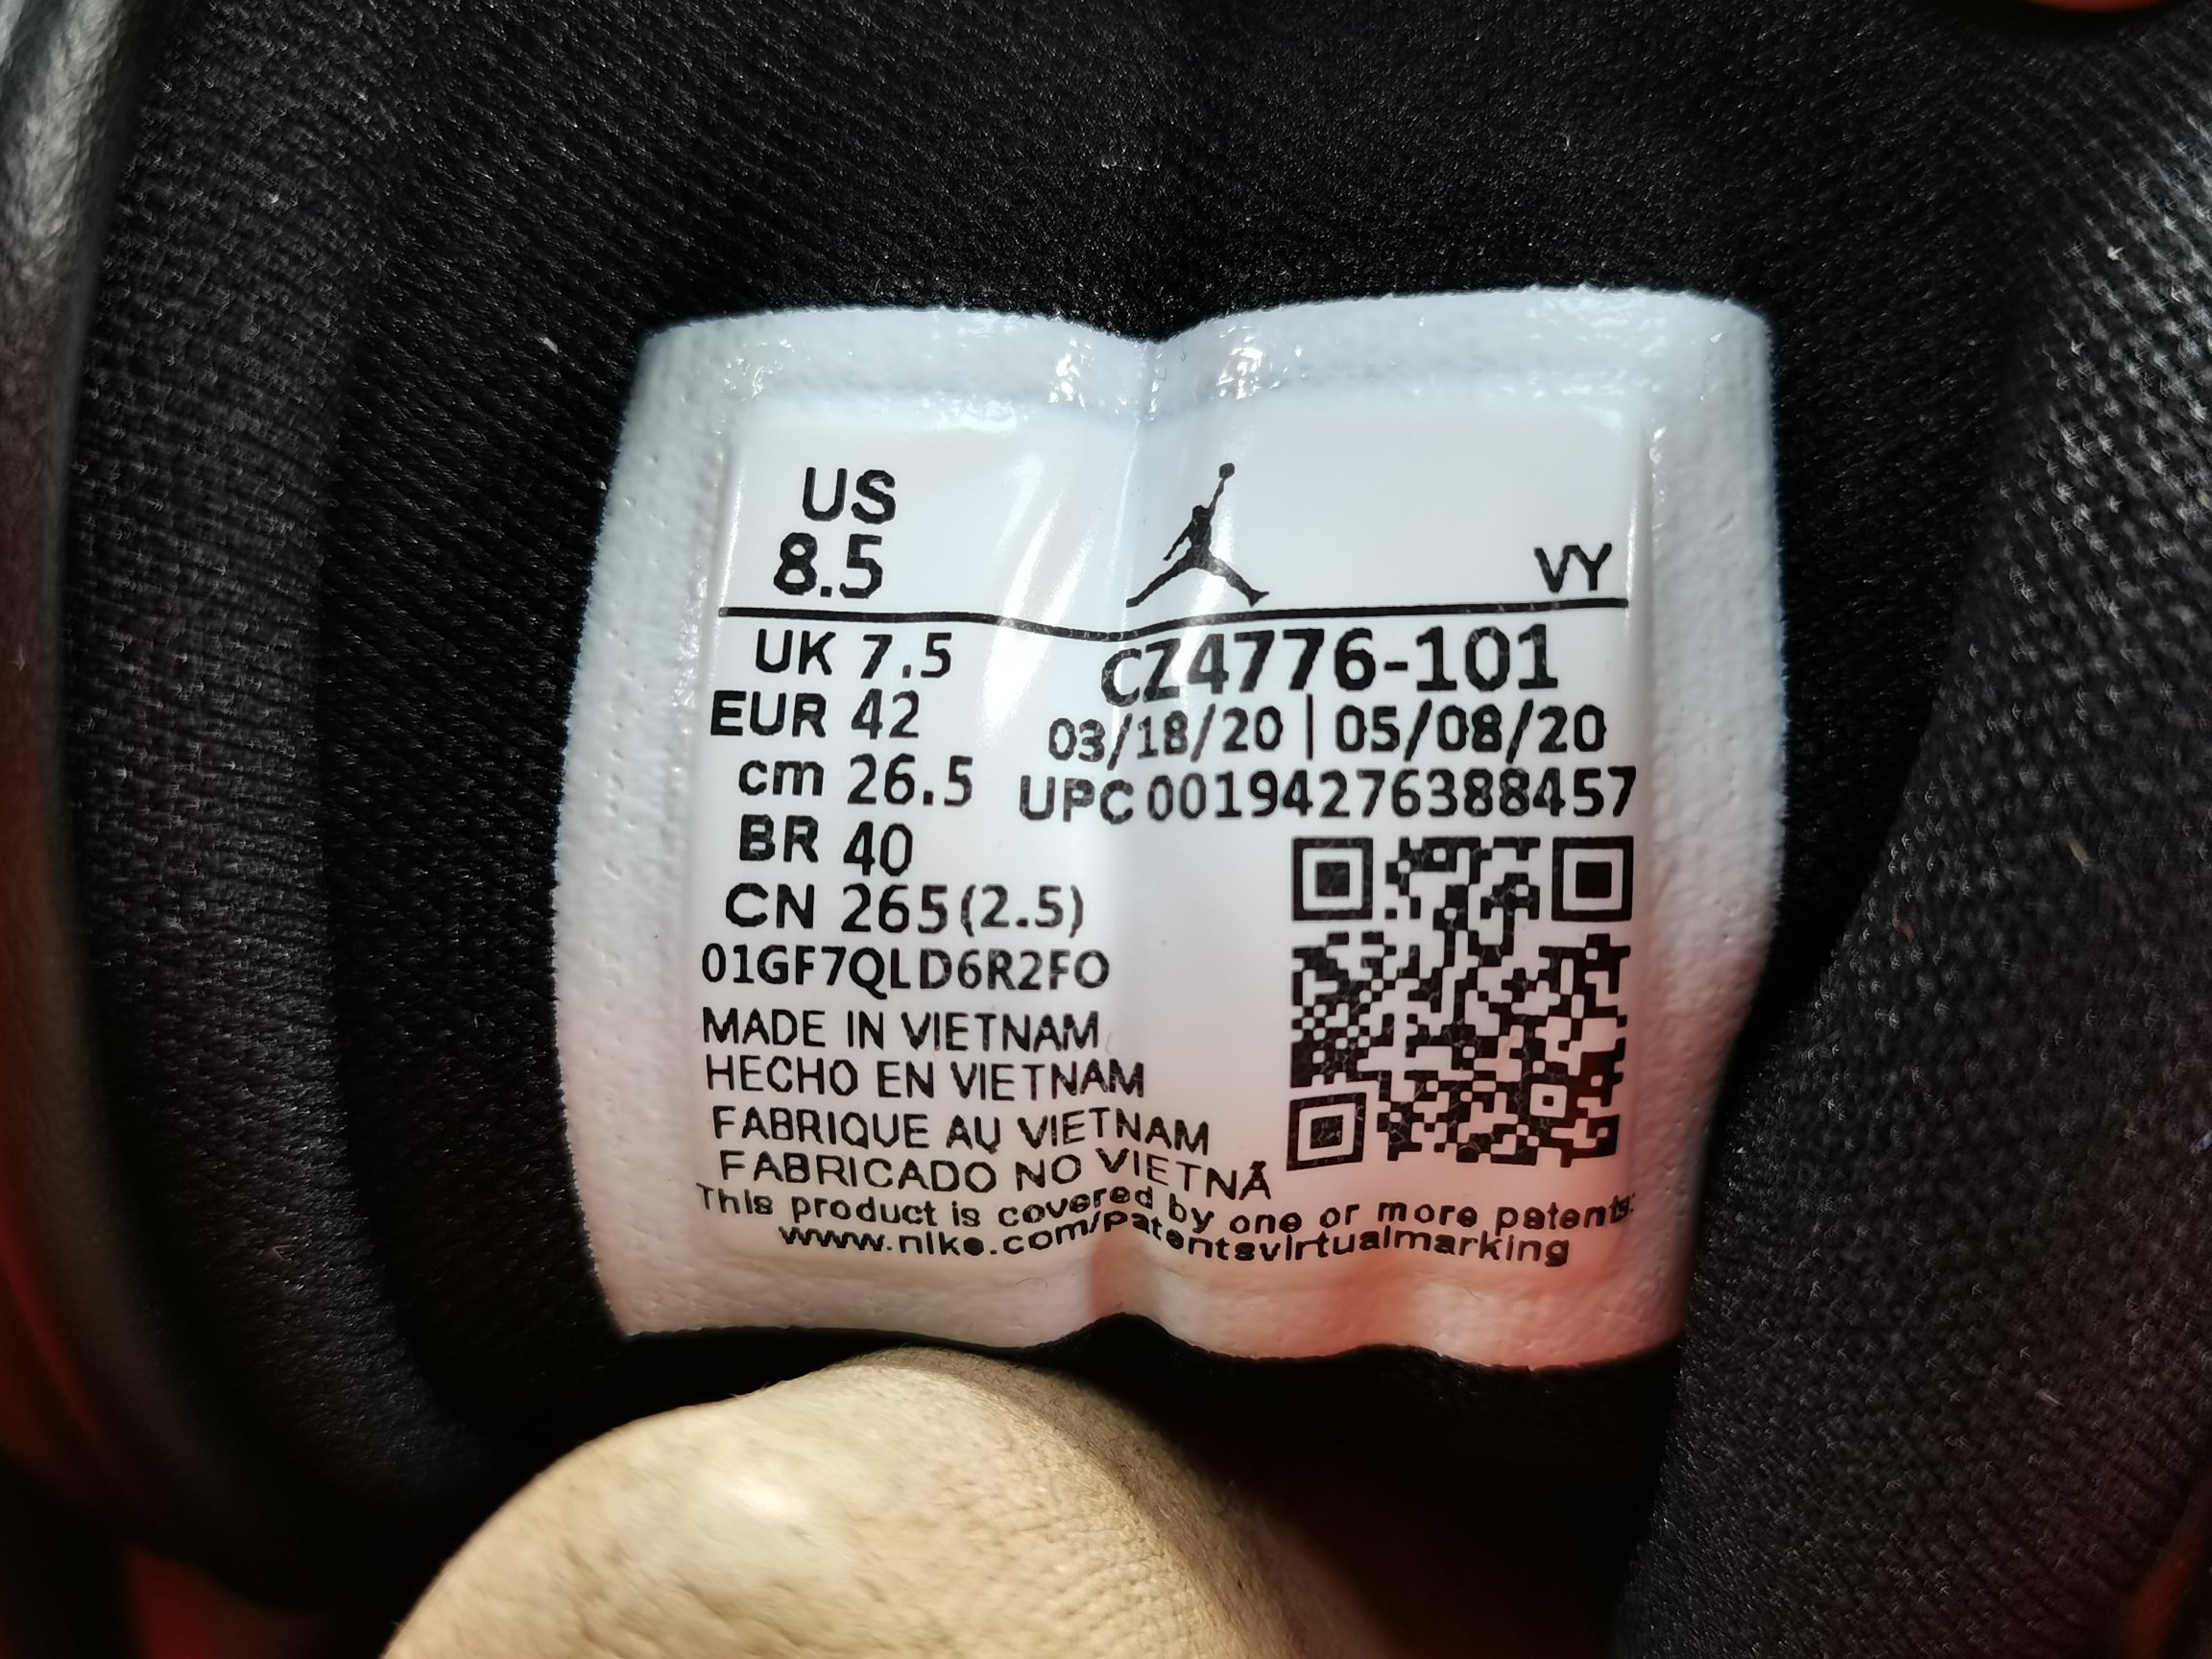 US
8.5
VY
UK 7.5
CZ4776-101
EUR 42
03/18/20 | 05/08/20
cm 26.5
UPC 00194276388457
BR 40
CN 265(2.5)
01GF7QLD6R2FO
MADE IN VIETNAM
HECHO EN VIETNAM
FABRIQUE AU VIETNAM
FABRICADO NO VIETNÃ
This product is covered by one or more patents:
www.nike.com/patentsvirtualmarking